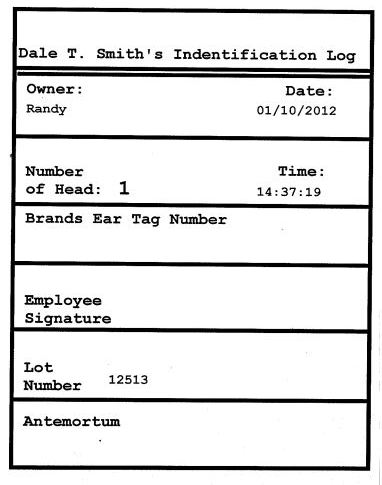 Dale T. Smith's Indentification Log
Owner: Date:
Randy 01/10/2012
Number Time:
of Head: 1 14:37:19
Brands Ear Tag Number
Employee
Signature
Lot
Number 12513
Antemortum